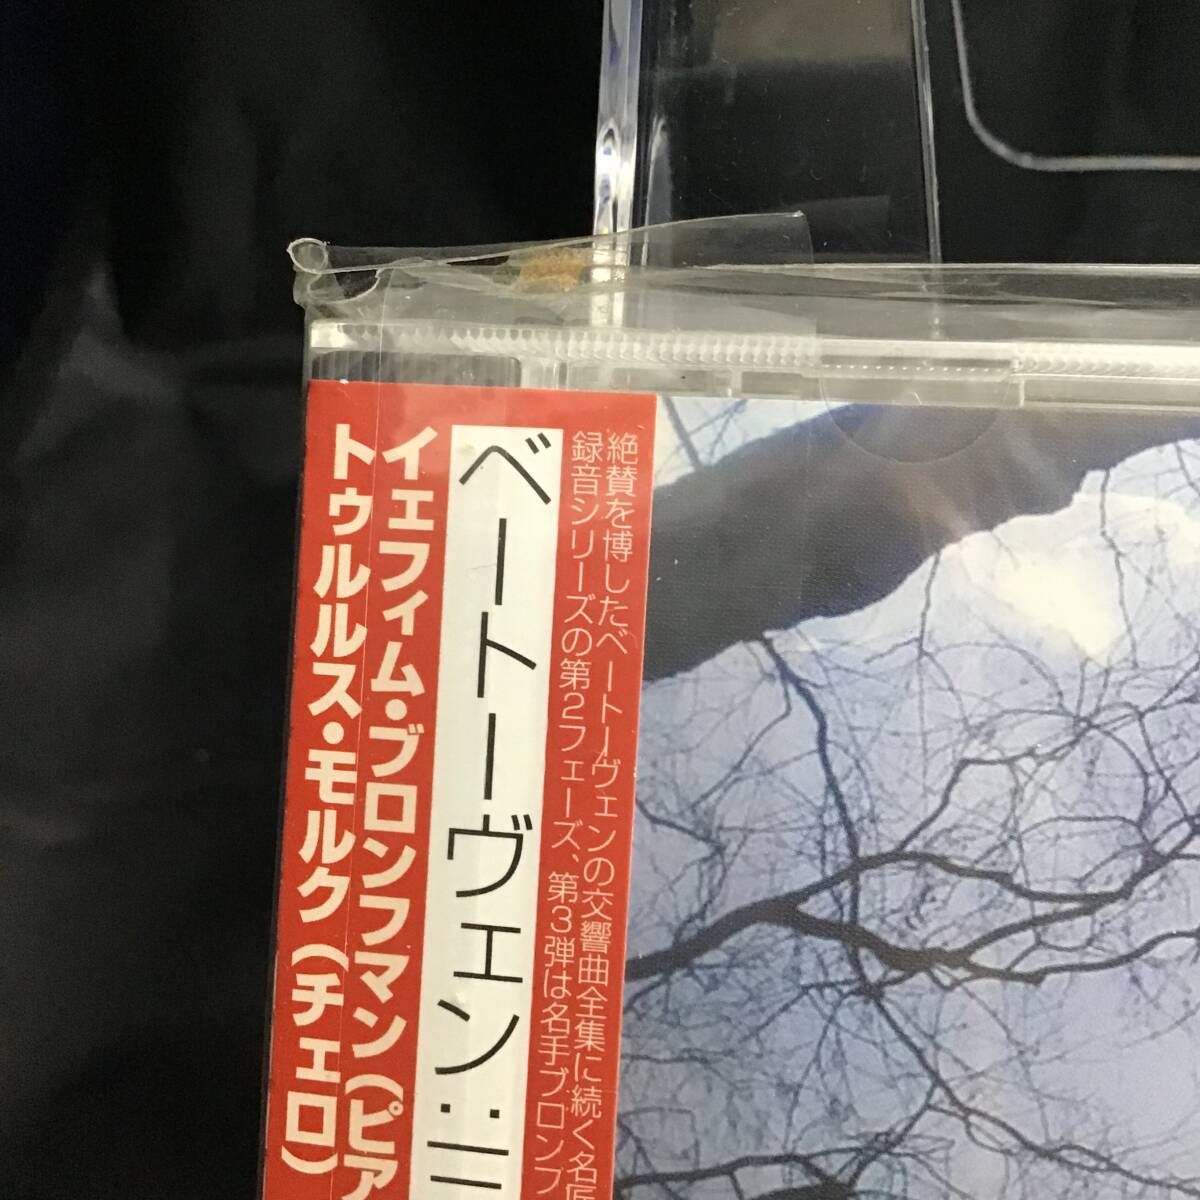 絶賛を博したベートーヴェンの交響曲全集に続く名匠
録音シリーズの第2フェーズ、第3弾は名手ブロンフ
ベートーヴェン:三
イエフィム・ブロンフマン(ピア
トゥルルス・モルク(チェロ)